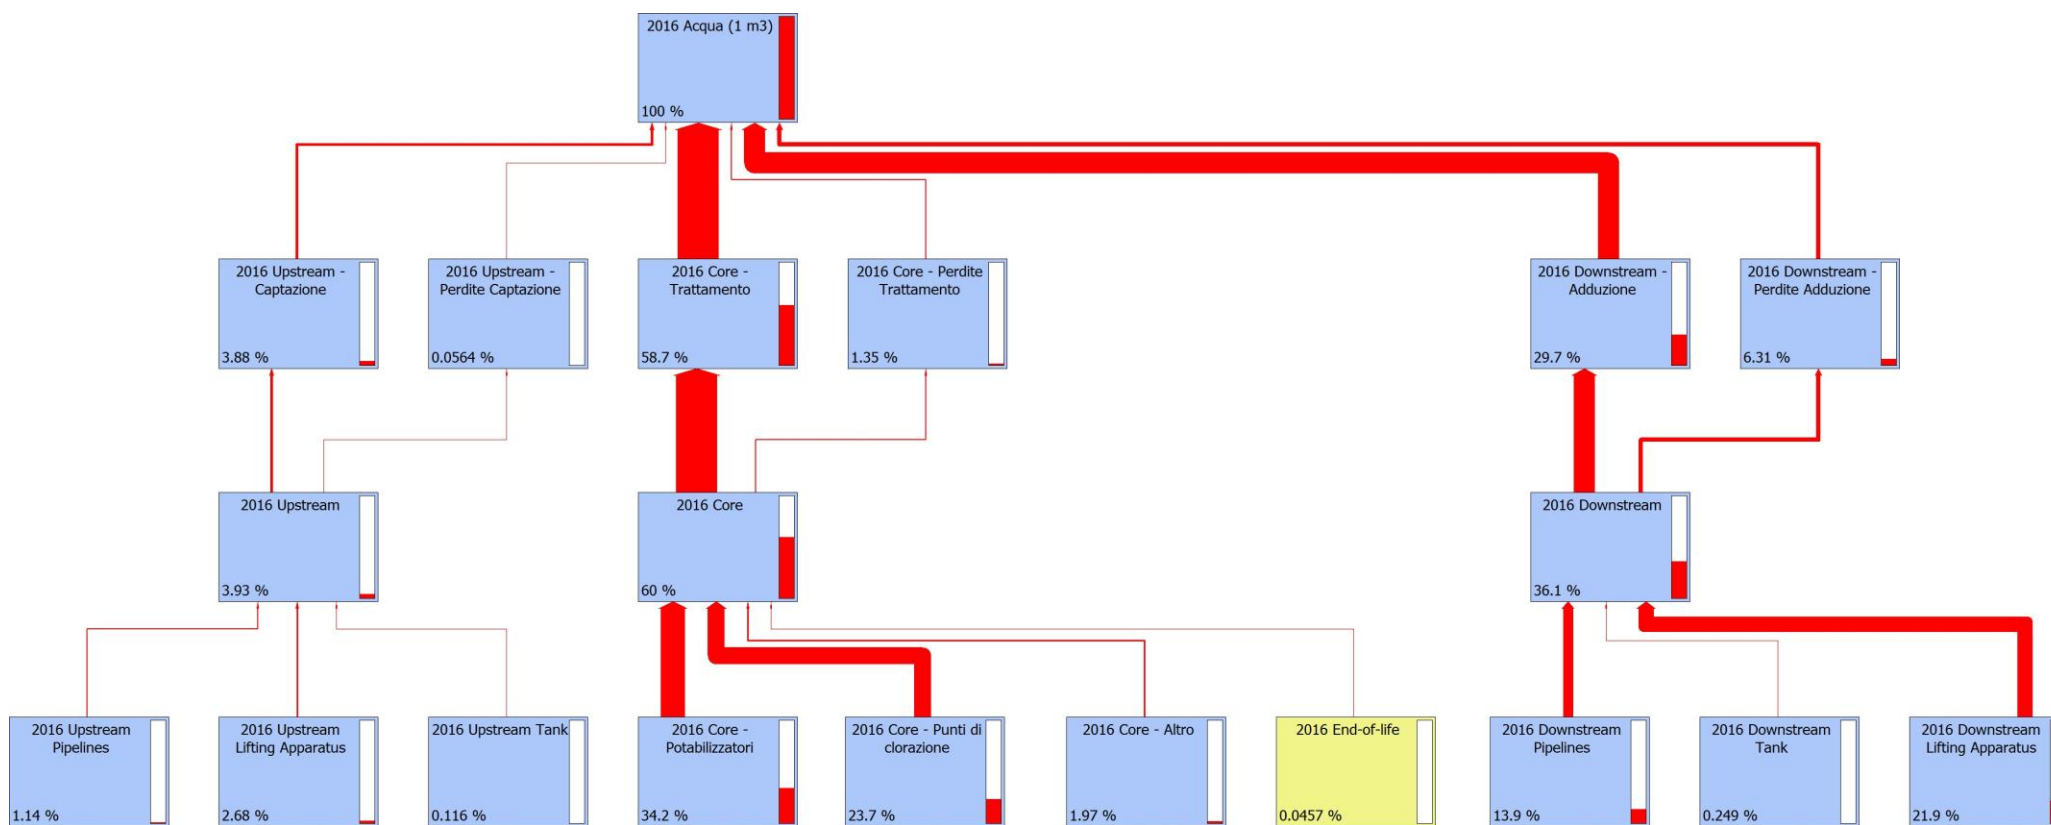 2016 Acqua (1 m3)
100 %
2016 Upstream -
Captazione
3.88 %
2016 Upstream -
Perdite Captazione
0.0564 %
2016 Core -
Trattamento
58.7 %
2016 Core - Perdite
Trattamento
1.35 %
2016 Downstream -
Adduzione
29.7 %
2016 Downstream -
Perdite Adduzione
6.31 %
2016 Upstream
3.93 %
2016 Core
60 %
2016 Downstream
36.1 %
2016 Upstream
Pipelines
1.14 %
2016 Upstream
Lifting Apparatus
2.68 %
2016 Upstream Tank
0.116 %
2016 Core -
Potabilizzatori
34.2 %
2016 Core - Punti di
clorazione
23.7 %
2016 Core - Altro
1.97 %
2016 End-of-life
0.0457 %
2016 Downstream
Pipelines
13.9 %
2016 Downstream
Tank
0.249 %
2016 Downstream
Lifting Apparatus
21.9 %